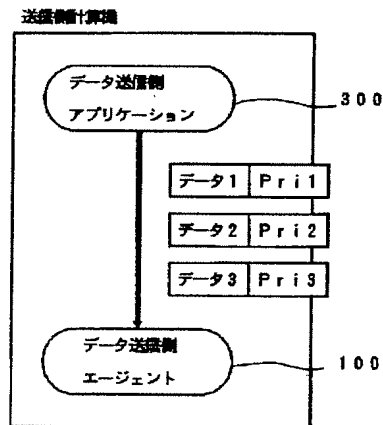 送信側計算機
データ送信側
アプリケーション
300
データ1 Pri1
データ2 Pri2
データ3 Pri3
データ送信側
エージェント
100